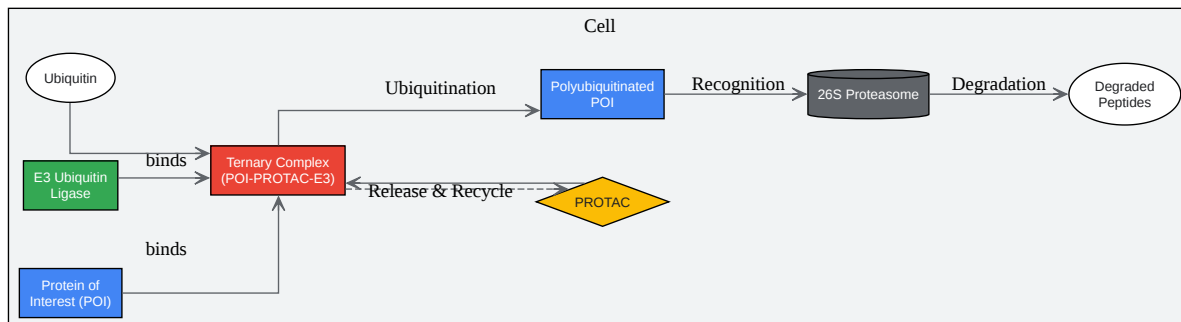 Cell
Ubiquitin
Ubiquitination
Polyubiquitinated
POI
Recognition
26S Proteasome
Degradation
Degraded
Peptides
binds
E3 Ubiquitin
Ligase
Ternary Complex
(POI-PROTAC-E3)
Release & Recycle
PROTAC
binds
Protein of
Interest (POI)